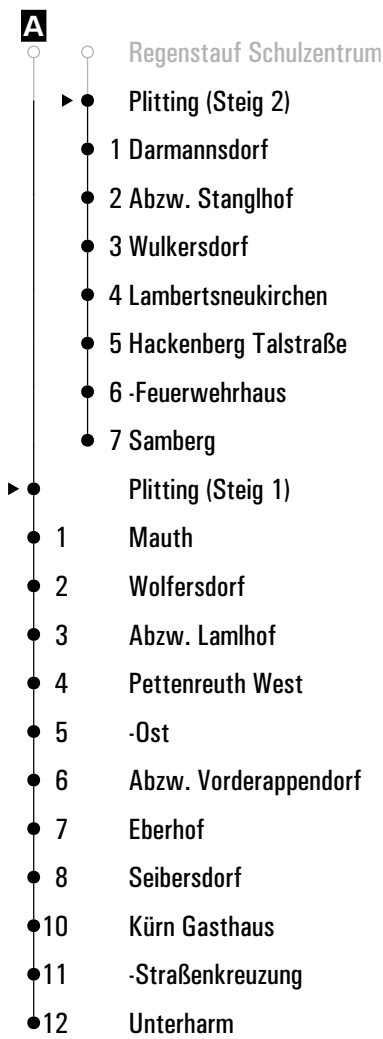 A
Regenstauf Schulzentrum
Plitting (Steig 2)
1 Darmannsdorf
2 Abzw. Stanglhof
3 Wulkersdorf
4 Lambertsneukirchen
5 Hackenberg Talstraße
6 -Feuerwehrhaus
7 Samberg
Plitting (Steig 1)
1 Mauth
2 Wolfersdorf
3 Abzw. Lamlhof
4 Pettenreuth West
5 -Ost
6 Abzw. Vorderappendorf
7 Eberhof
8 Seibersdorf
10 Kürn Gasthaus
11 -Straßenkreuzung
12 Unterharm